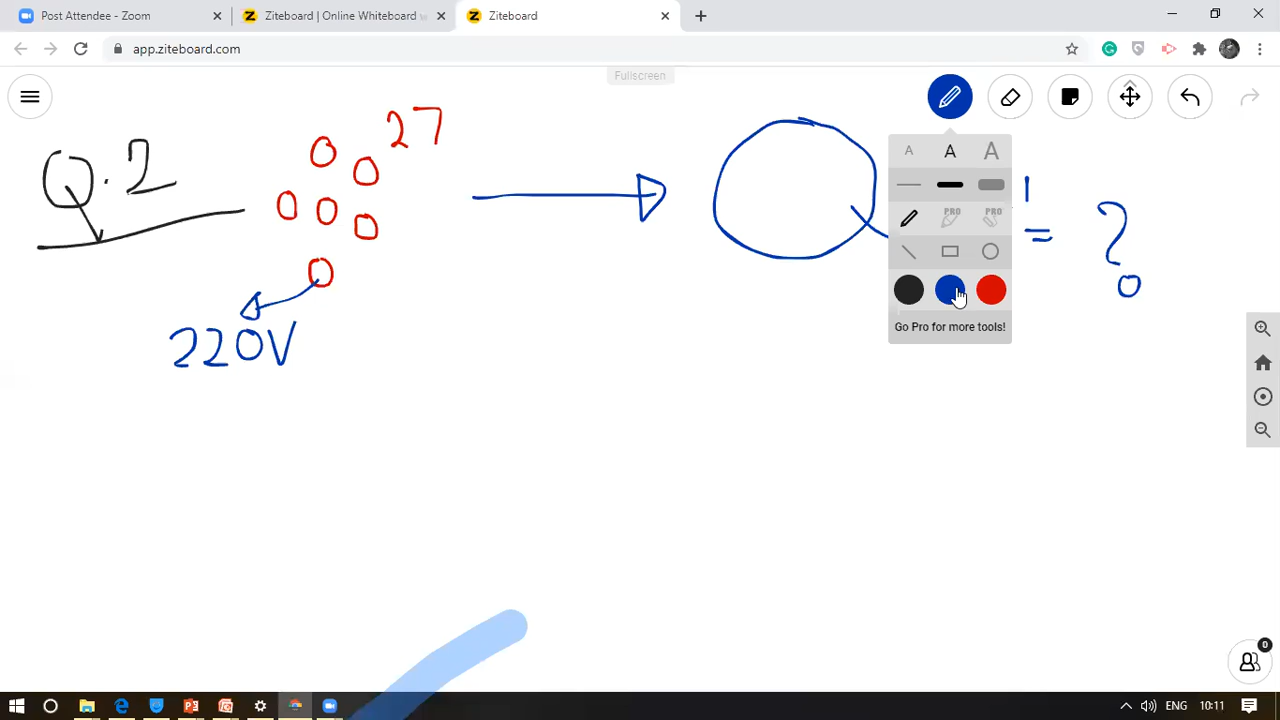 Post Attendee - Zoom
Ziteboard | Online Whiteboard w
Ziteboard
app.ziteboard.com
Fullscreen
Q.2
27
220V
1
= ?
A A A
PRO PRO
Go Pro for more tools!
0
ENG 10:11